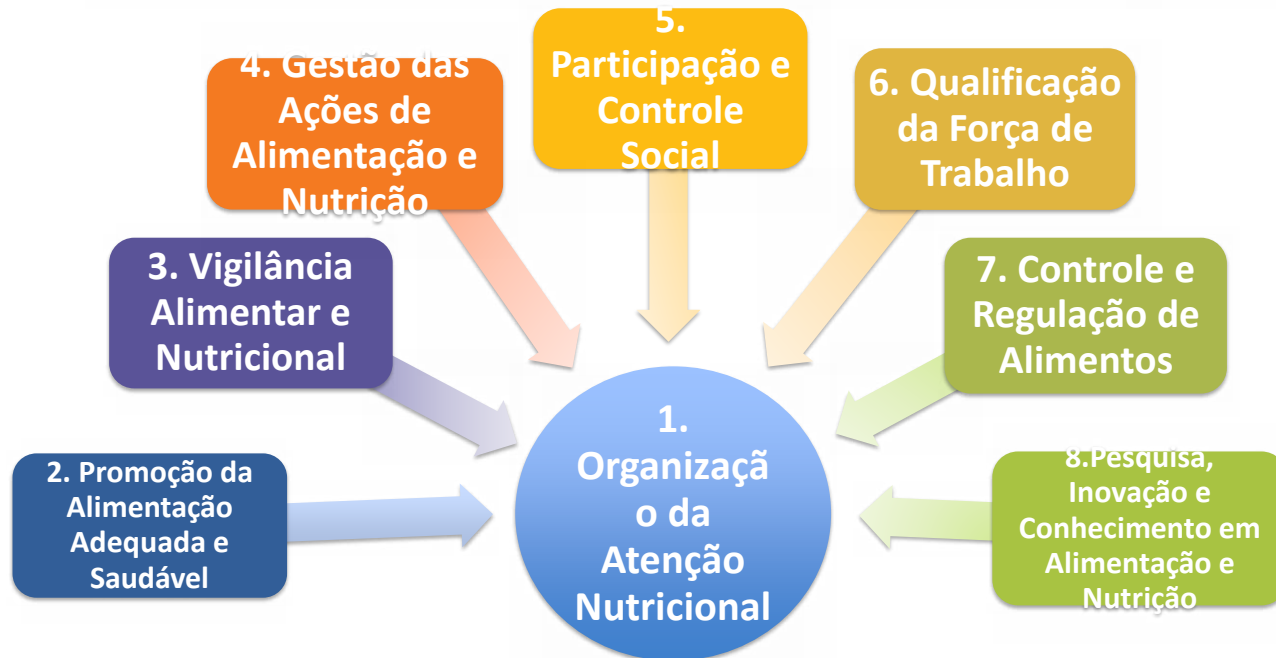 1.
Organizaçã
o da
Atenção
Nutricional
2. Promoção da
Alimentação
Adequada e
Saudável
3. Vigilância
Alimentar e
Nutricional
4. Gestão das
Ações de
Alimentação e
Nutrição
5.
Participação e
Controle
Social
6. Qualificação
da Força de
Trabalho
7. Controle e
Regulação de
Alimentos
8.Pesquisa,
Inovação e
Conhecimento em
Alimentação e
Nutrição